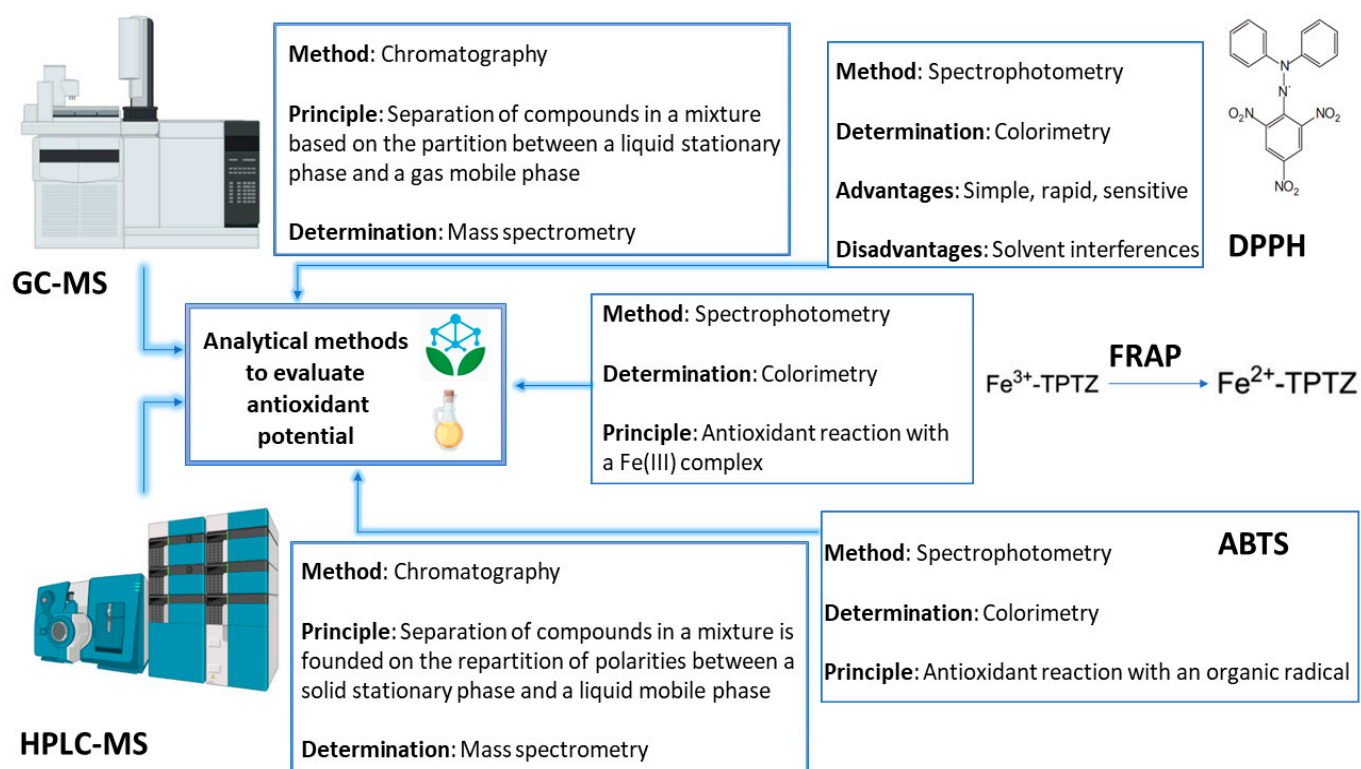 Method: Chromatography
Principle: Separation of compounds in a mixture
based on the partition between a liquid stationary
phase and a gas mobile phase
Determination: Mass spectrometry
GC-MS
Method: Spectrophotometry
Determination: Colorimetry
Advantages: Simple, rapid, sensitive
Disadvantages: Solvent interferences
N
N·
O₂N
NO₂
NO₂
DPPH
Analytical methods
to evaluate
antioxidant
potential
Method: Spectrophotometry
Determination: Colorimetry
Principle: Antioxidant reaction with
a Fe(III) complex
FRAP
Fe³⁺-TPTZ
Fe²⁺-TPTZ
HPLC-MS
Method: Chromatography
Principle: Separation of compounds in a mixture is
founded on the repartition of polarities between a
solid stationary phase and a liquid mobile phase
Determination: Mass spectrometry
ABTS
Method: Spectrophotometry
Determination: Colorimetry
Principle: Antioxidant reaction with an organic radical